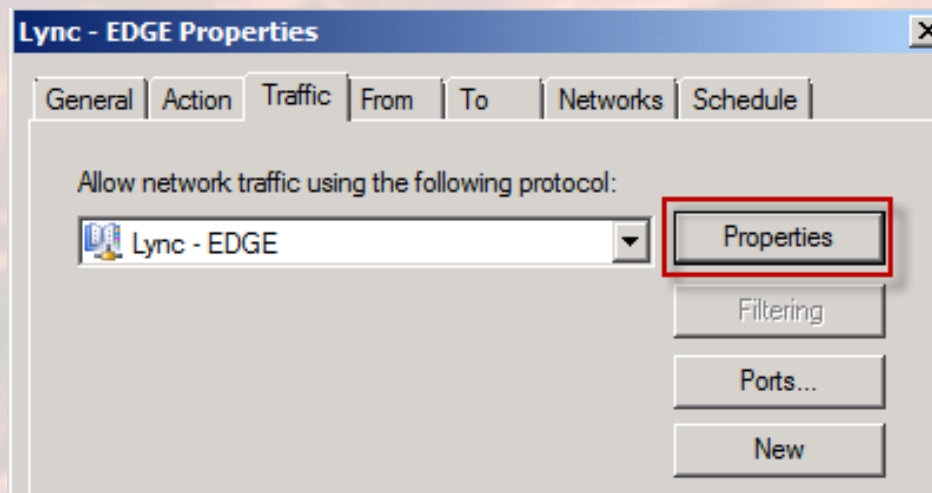 Lync - EDGE Properties
General Action Traffic From To Networks Schedule
Allow network traffic using the following protocol:
Lync - EDGE
Properties
Filtering
Ports...
New